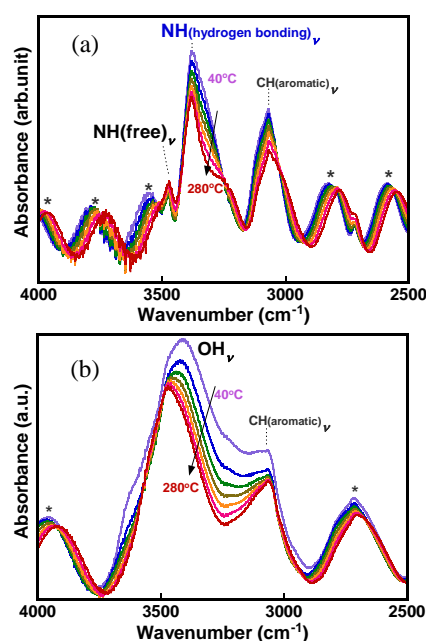 (a)
NH(hydrogen bonding)ν
40°C
CH(aromatic)ν
NH(free)ν
280°C
* * * * *
Absorbance (arb.unit)
4000 3500 3000 2500
Wavenumber (cm-1)
(b)
OHν
40°C
CH(aromatic)ν
280°C
* *
Absorbance (a.u.)
4000 3500 3000 2500
Wavenumber (cm-1)